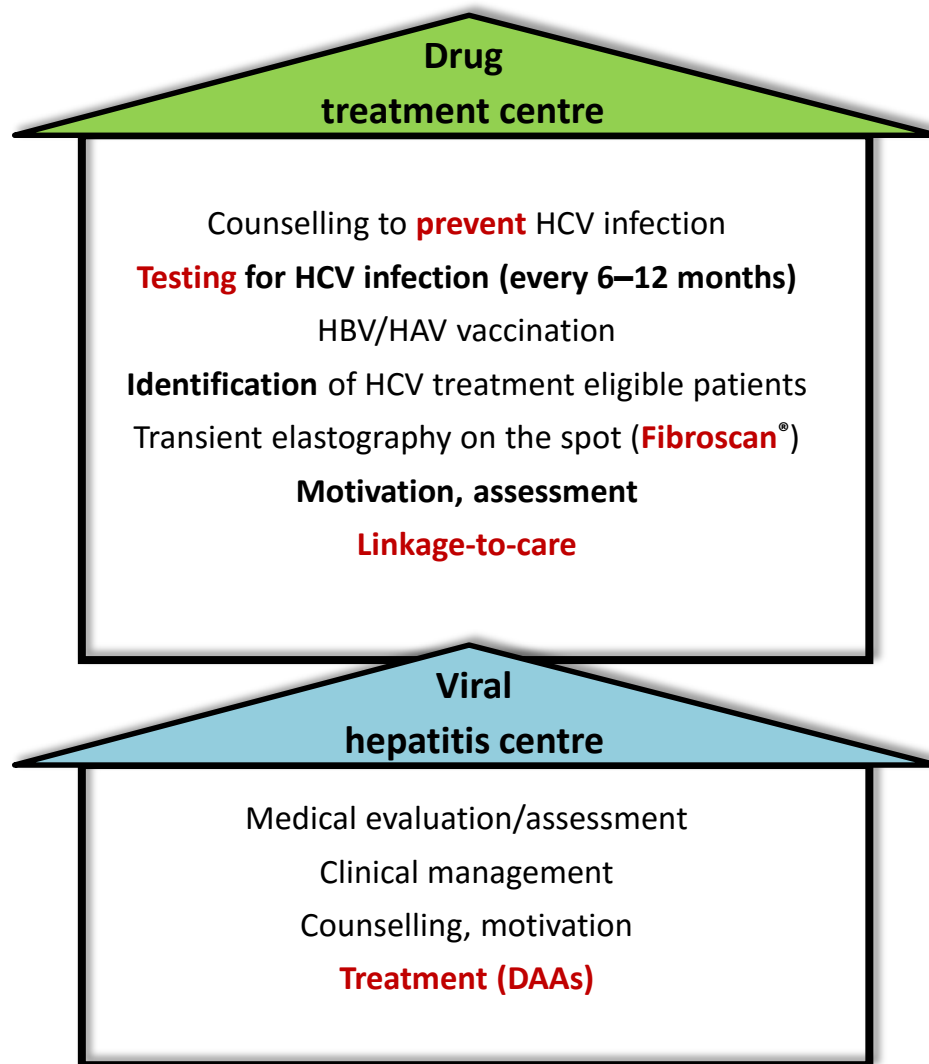 Drug
treatment centre
Counselling to prevent HCV infection
Testing for HCV infection (every 6–12 months)
HBV/HAV vaccination
Identification of HCV treatment eligible patients
Transient elastography on the spot (Fibroscan®)
Motivation, assessment
Linkage-to-care
Viral
hepatitis centre
Medical evaluation/assessment
Clinical management
Counselling, motivation
Treatment (DAAs)